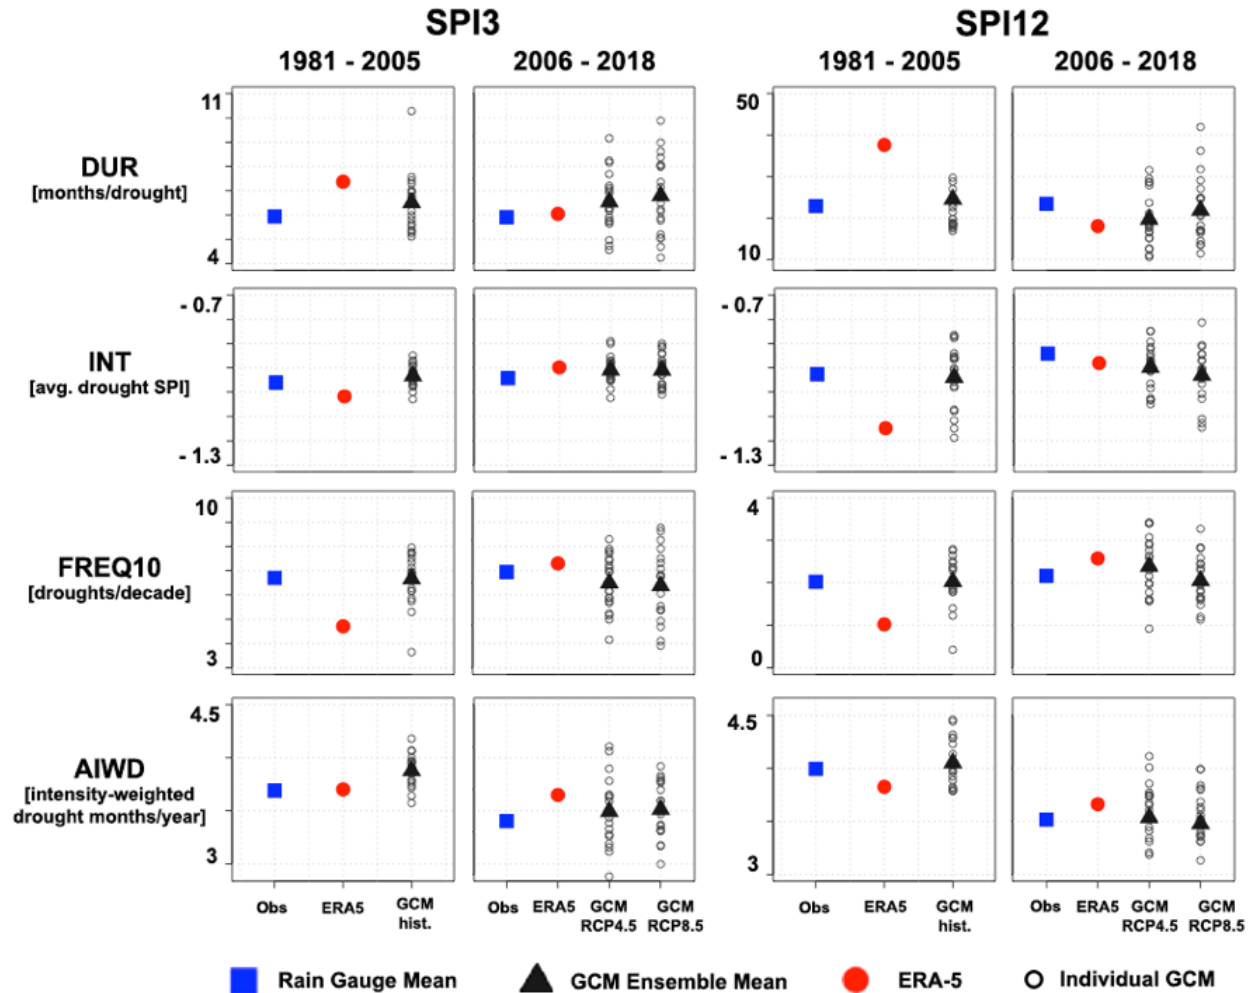 SPI3 SPI12
1981 - 2005 2006 - 2018 1981 - 2005 2006 - 2018
11 50
DUR
[months/drought]
4 10
- 0.7 - 0.7
INT
[avg. drought SPI]
- 1.3 - 1.3
10 4
FREQ10
[droughts/decade]
3 0
4.5 4.5
AIWD
[intensity-weighted
drought months/year]
3 3
Obs ERA5 GCM hist. Obs ERA5 GCM RCP4.5 GCM RCP8.5 Obs ERA5 GCM hist. Obs ERA5 GCM RCP4.5 GCM RCP8.5
Rain Gauge Mean GCM Ensemble Mean ERA-5 Individual GCM